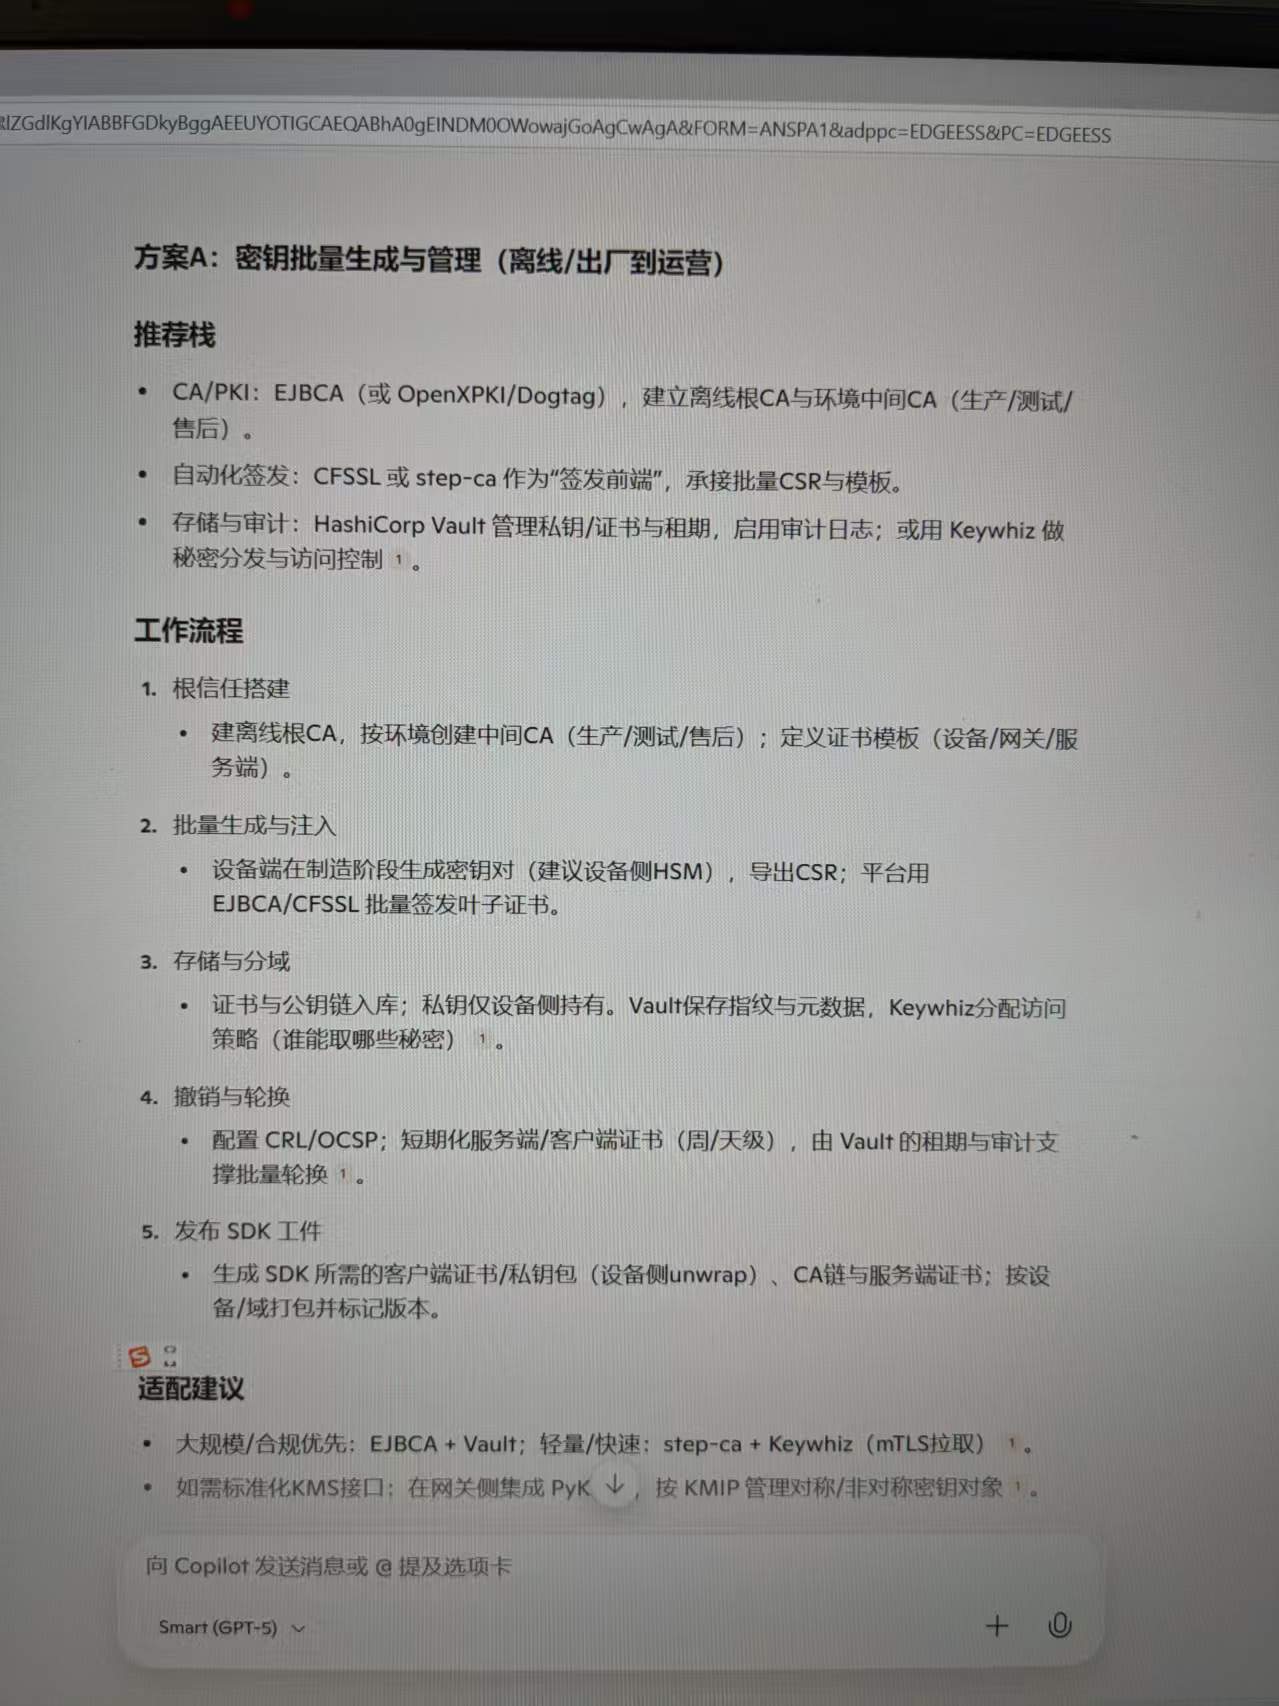 RlZGdlKgYIABBFGDkyBggAEEUYOTIGCAEQABhA0gEINDM0OWowajGoAgCwAgA&FORM=ANSPA1&adppc=EDGEESS&PC=EDGEESS
方案A：密钥批量生成与管理（离线/出厂到运营）
推荐栈
• CA/PKI：EJBCA（或 OpenXPKI/Dogtag），建立离线根CA与环境中间CA（生产/测试/
售后）。
• 自动化签发：CFSSL 或 step-ca 作为“签发前端”，承接批量CSR与模板。
• 存储与审计：HashiCorp Vault 管理私钥/证书与租期，启用审计日志；或用 Keywhiz 做
秘密分发与访问控制 1 。
工作流程
1. 根信任搭建
• 建离线根CA，按环境创建中间CA（生产/测试/售后）；定义证书模板（设备/网关/服
务端）。
2. 批量生成与注入
• 设备端在制造阶段生成密钥对（建议设备侧HSM），导出CSR；平台用
EJBCA/CFSSL 批量签发叶子证书。
3. 存储与分域
• 证书与公钥链入库；私钥仅设备侧持有。Vault保存指纹与元数据，Keywhiz分配访问
策略（谁能取哪些秘密） 1 。
4. 撤销与轮换
• 配置 CRL/OCSP；短期化服务端/客户端证书（周/天级），由 Vault 的租期与审计支
撑批量轮换 1 。
5. 发布 SDK 工件
• 生成 SDK 所需的客户端证书/私钥包（设备侧unwrap）、CA链与服务端证书；按设
备/域打包并标记版本。
适配建议
• 大规模/合规优先：EJBCA + Vault；轻量/快速：step-ca + Keywhiz（mTLS拉取） 1 。
• 如需标准化KMS接口：在网关侧集成 PyK ，按 KMIP 管理对称/非对称密钥对象 1 。
向 Copilot 发送消息或 @ 提及选项卡
Smart (GPT-5)